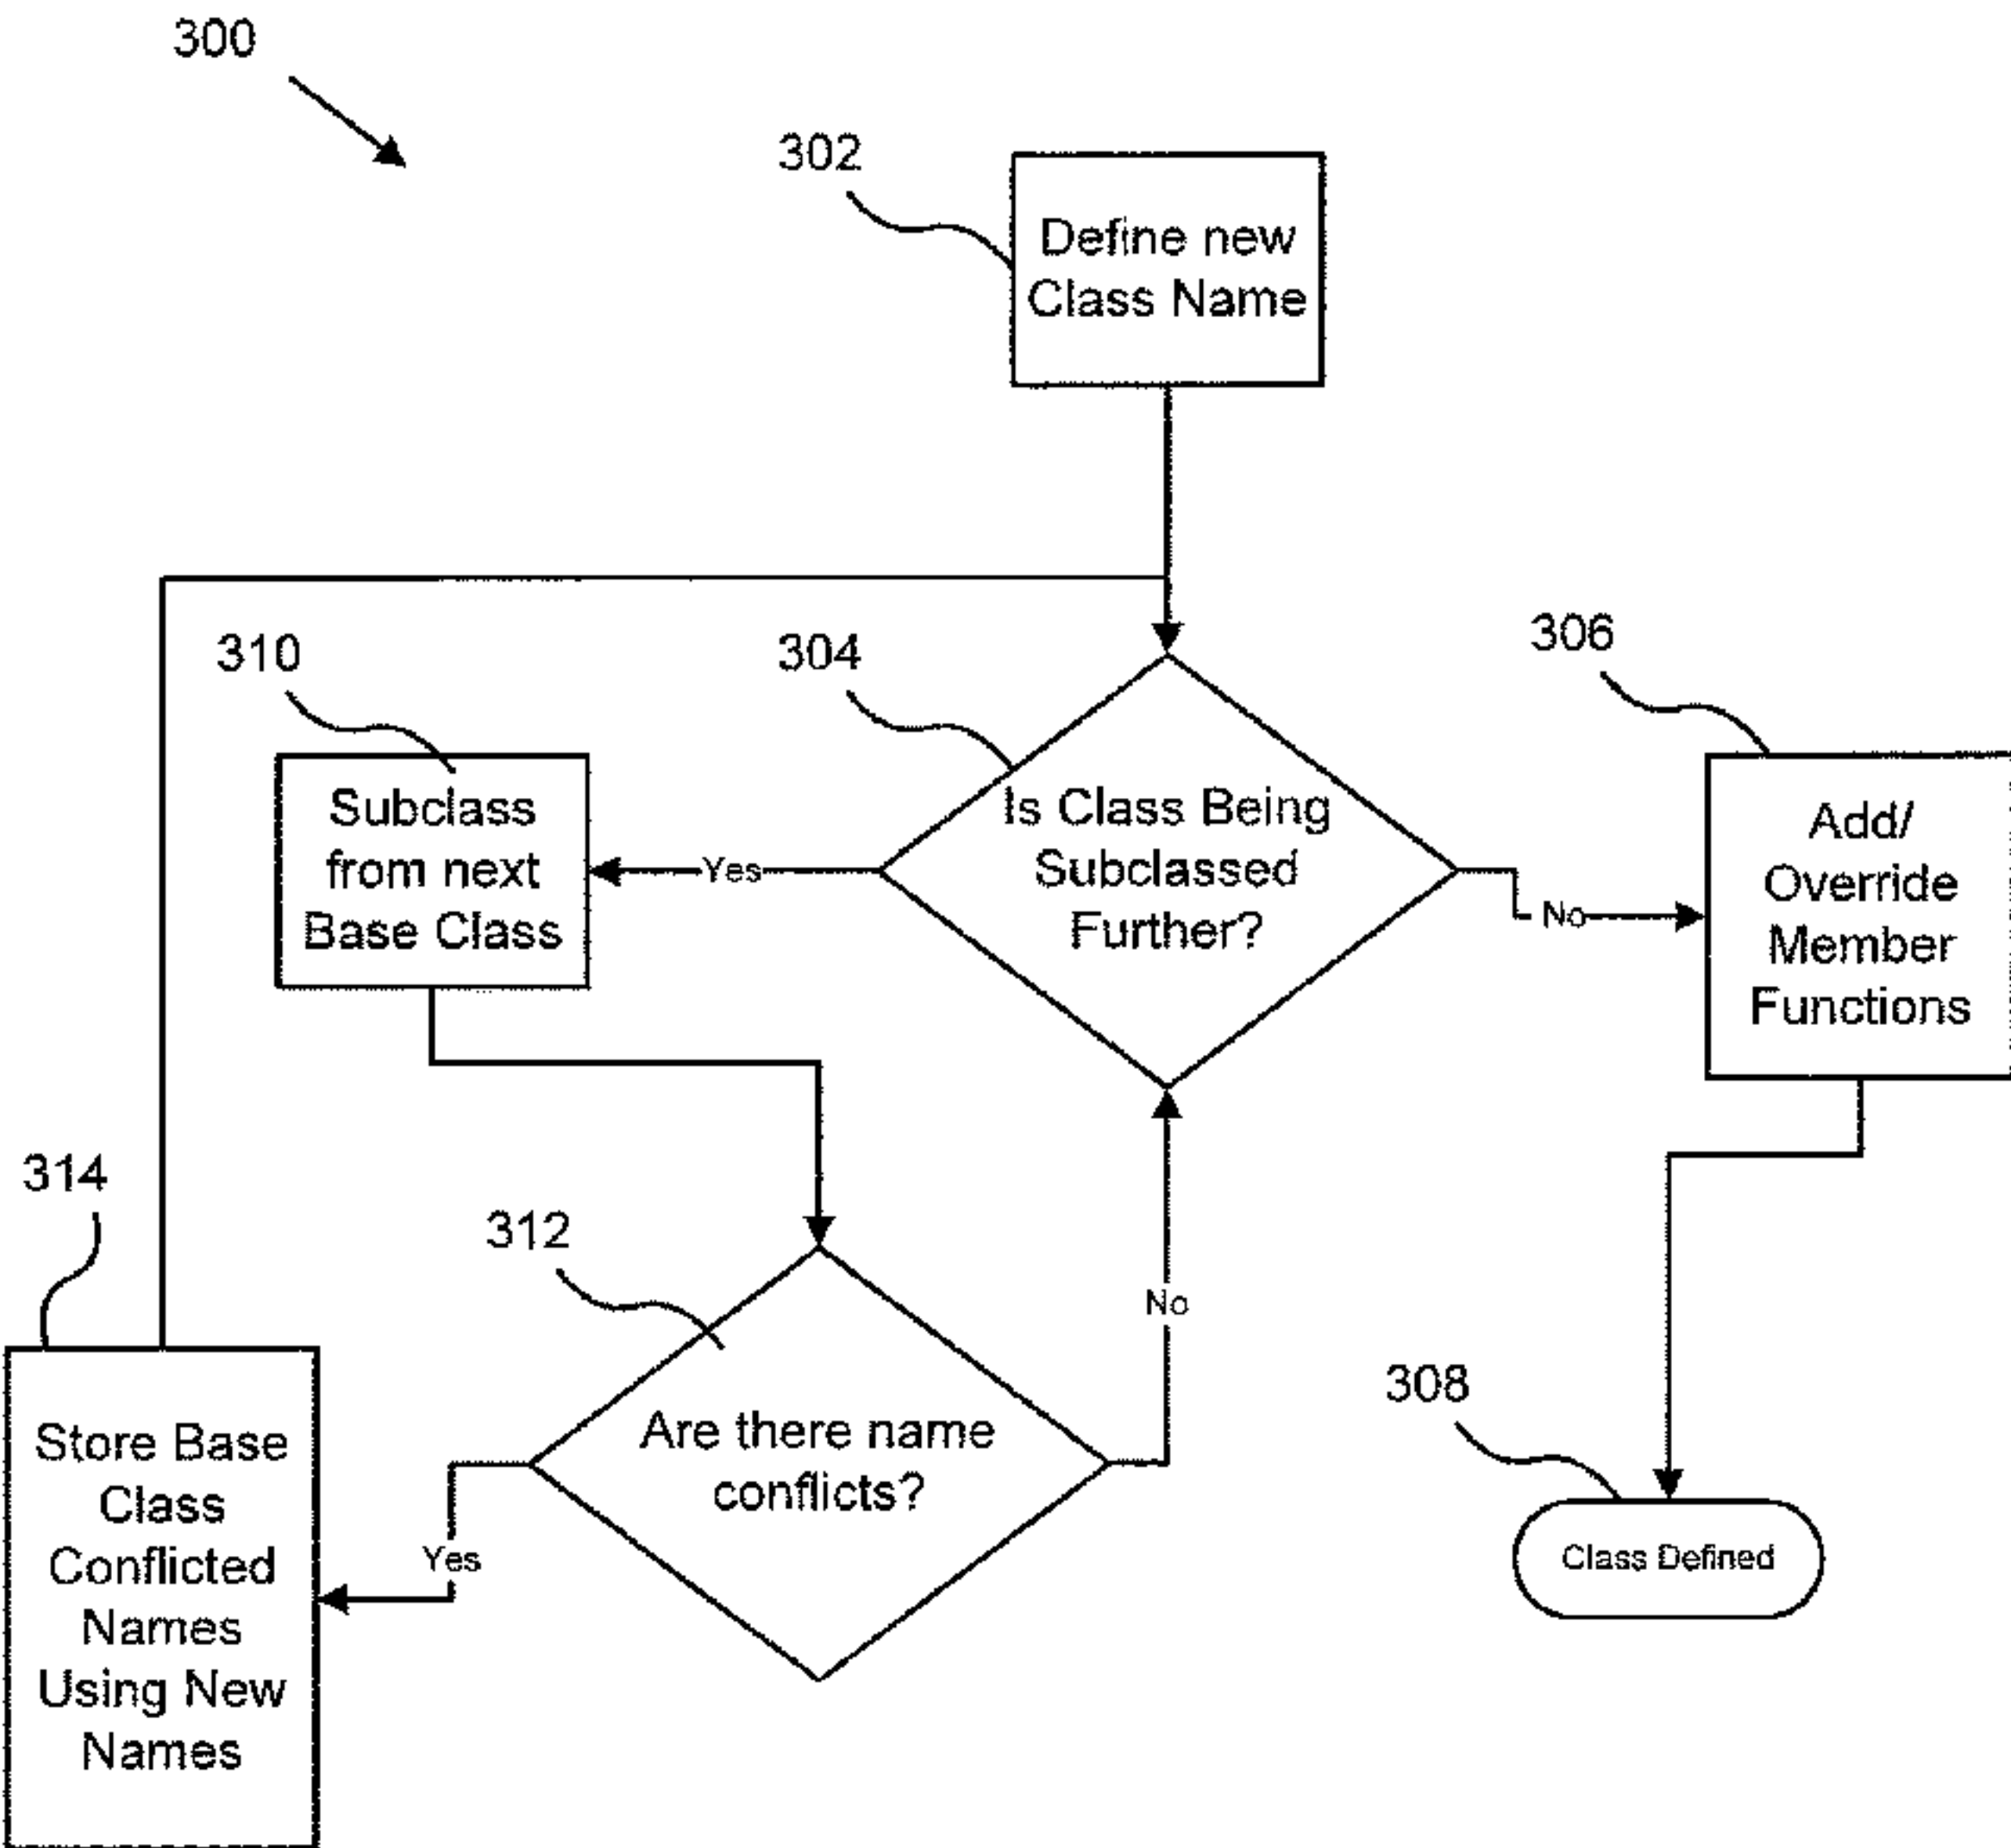 300
302
Define new
Class Name
310
304
306
Subclass
from next
Base Class
Yes
Is Class Being
Subclassed
Further?
No
Add/
Override
Member
Functions
314
312
No
308
Store Base
Class
Conflicted
Names
Using New
Names
Yes
Are there name
conflicts?
Class Defined